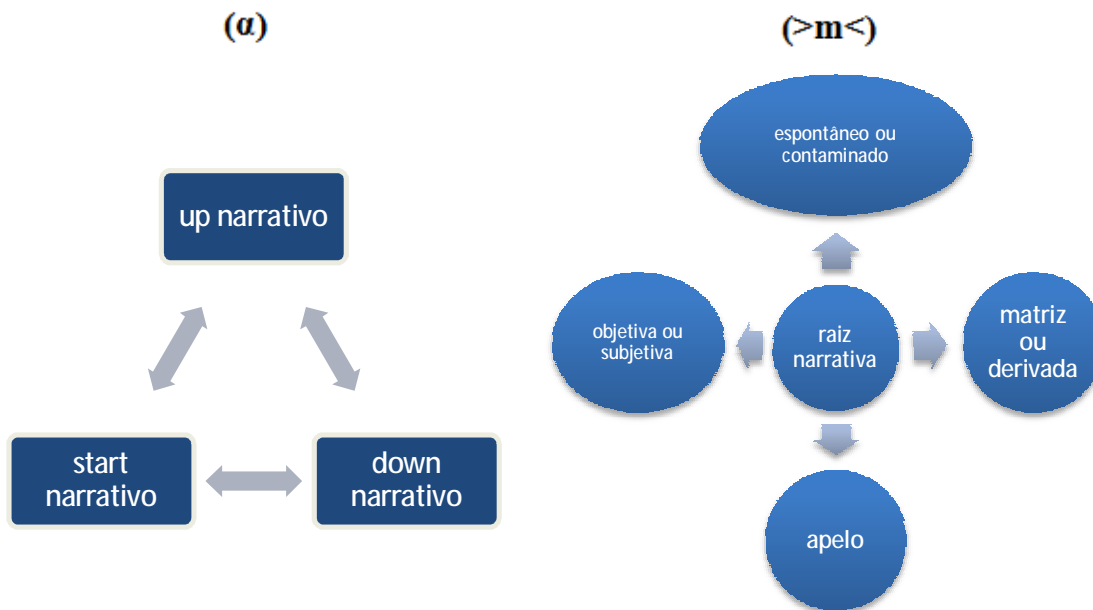 (α)
up narrativo
start
narrativo
down
narrativo
(>m<)
espontâneo ou
contaminado
objetiva ou
subjetiva
raiz
narrativa
matriz
ou
derivada
apelo